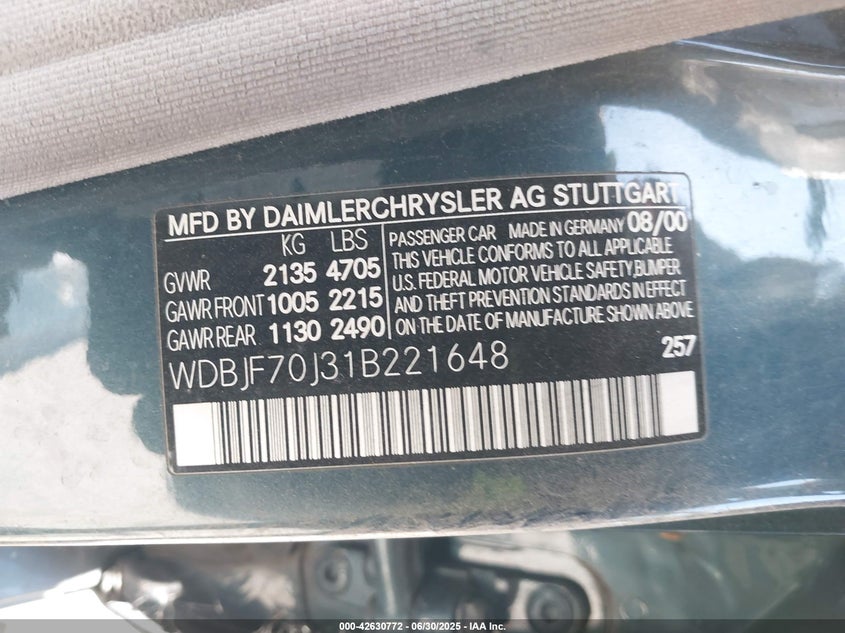 MFD BY DAIMLERCHRYSLER AG STUTTGART
KG LBS
GVWR 2135 4705
GAWR FRONT 1005 2215
GAWR REAR 1130 2490
PASSENGER CAR MADE IN GERMANY 08/00
THIS VEHICLE CONFORMS TO ALL APPLICABLE
U.S. FEDERAL MOTOR VEHICLE SAFETY, BUMPER
AND THEFT PREVENTION STANDARDS IN EFFECT
ON THE DATE OF MANUFACTURE SHOWN ABOVE
WDBJF70J31B221648 257
000-42630772 - 06/30/2025 - IAA Inc.